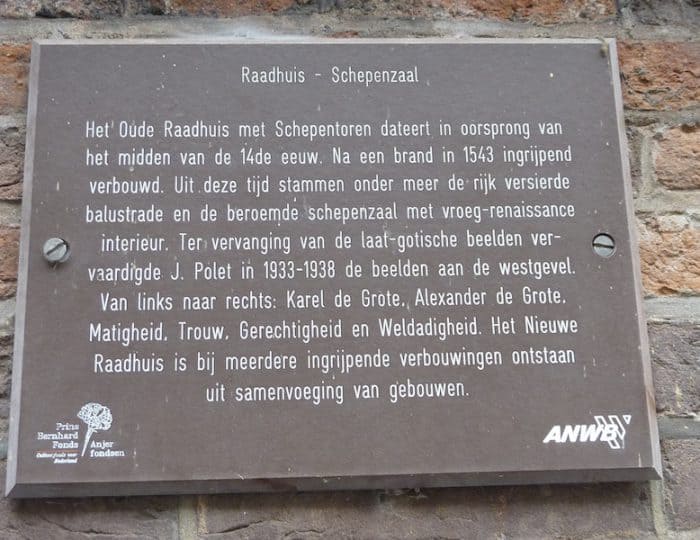 Raadhuis - Schepenzaal
Het Oude Raadhuis met Schepentoren dateert in oorsprong van
het midden van de 14de eeuw. Na een brand in 1543 ingrijpend
verbouwd. Uit deze tijd stammen onder meer de rijk versierde
balustrade en de beroemde schepenzaal met vroeg-renaissance
interieur. Ter vervanging van de laat-gotische beelden ver-
vaardigde J. Polet in 1933-1938 de beelden aan de westgevel.
Van links naar rechts: Karel de Grote, Alexander de Grote,
Matigheid, Trouw, Gerechtigheid en Weldadigheid. Het Nieuwe
Raadhuis is bij meerdere ingrijpende verbouwingen ontstaan
uit samenvoeging van gebouwen.
Prins
Bernhard
Fonds
Cultuurfonds voor
Nederland
Anjer
fondsen
ANWB